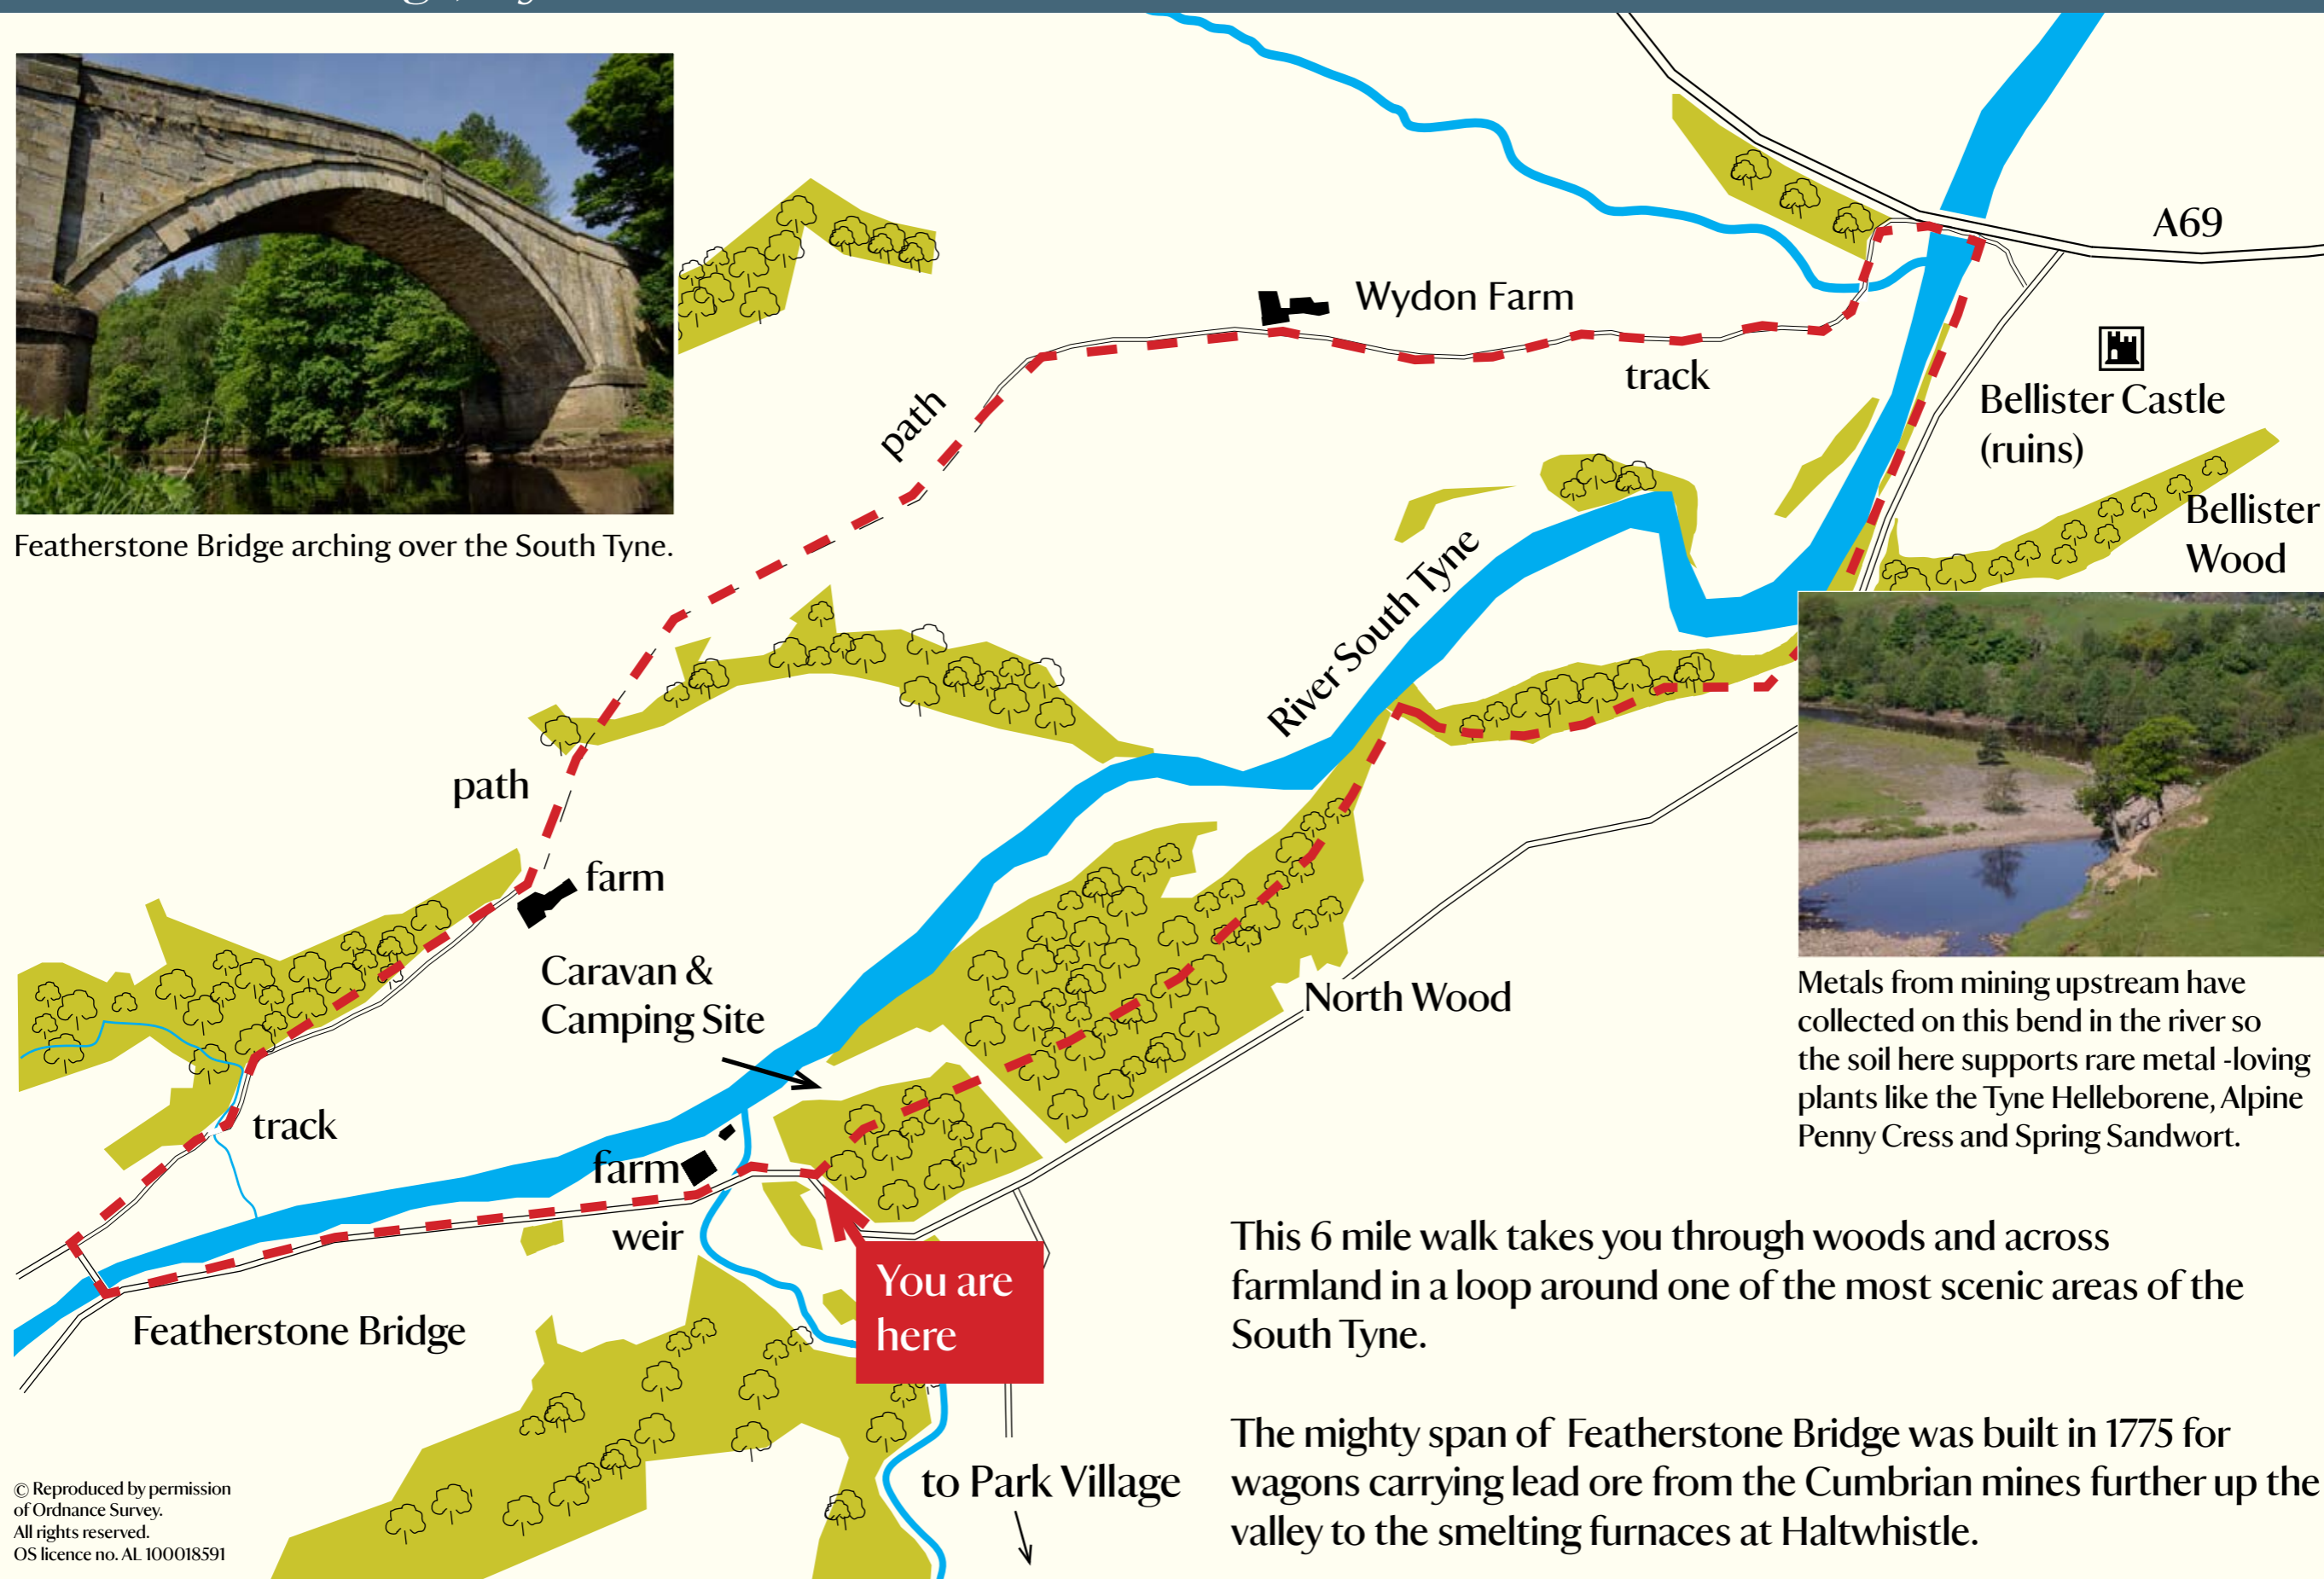 A69
Wydon Farm
track
Bellister Castle
(ruins)
path
Bellister
Wood
Featherstone Bridge arching over the South Tyne.
River South Tyne
path
farm
Caravan &
Camping Site
North Wood
Metals from mining upstream have
collected on this bend in the river so
the soil here supports rare metal -loving
plants like the Tyne Helleborene, Alpine
Penny Cress and Spring Sandwort.
track
farm
weir
You are
here
Featherstone Bridge
This 6 mile walk takes you through woods and across
farmland in a loop around one of the most scenic areas of the
South Tyne.
The mighty span of Featherstone Bridge was built in 1775 for
wagons carrying lead ore from the Cumbrian mines further up the
valley to the smelting furnaces at Haltwhistle.
to Park Village
© Reproduced by permission
of Ordnance Survey.
All rights reserved.
OS licence no. AL 100018591